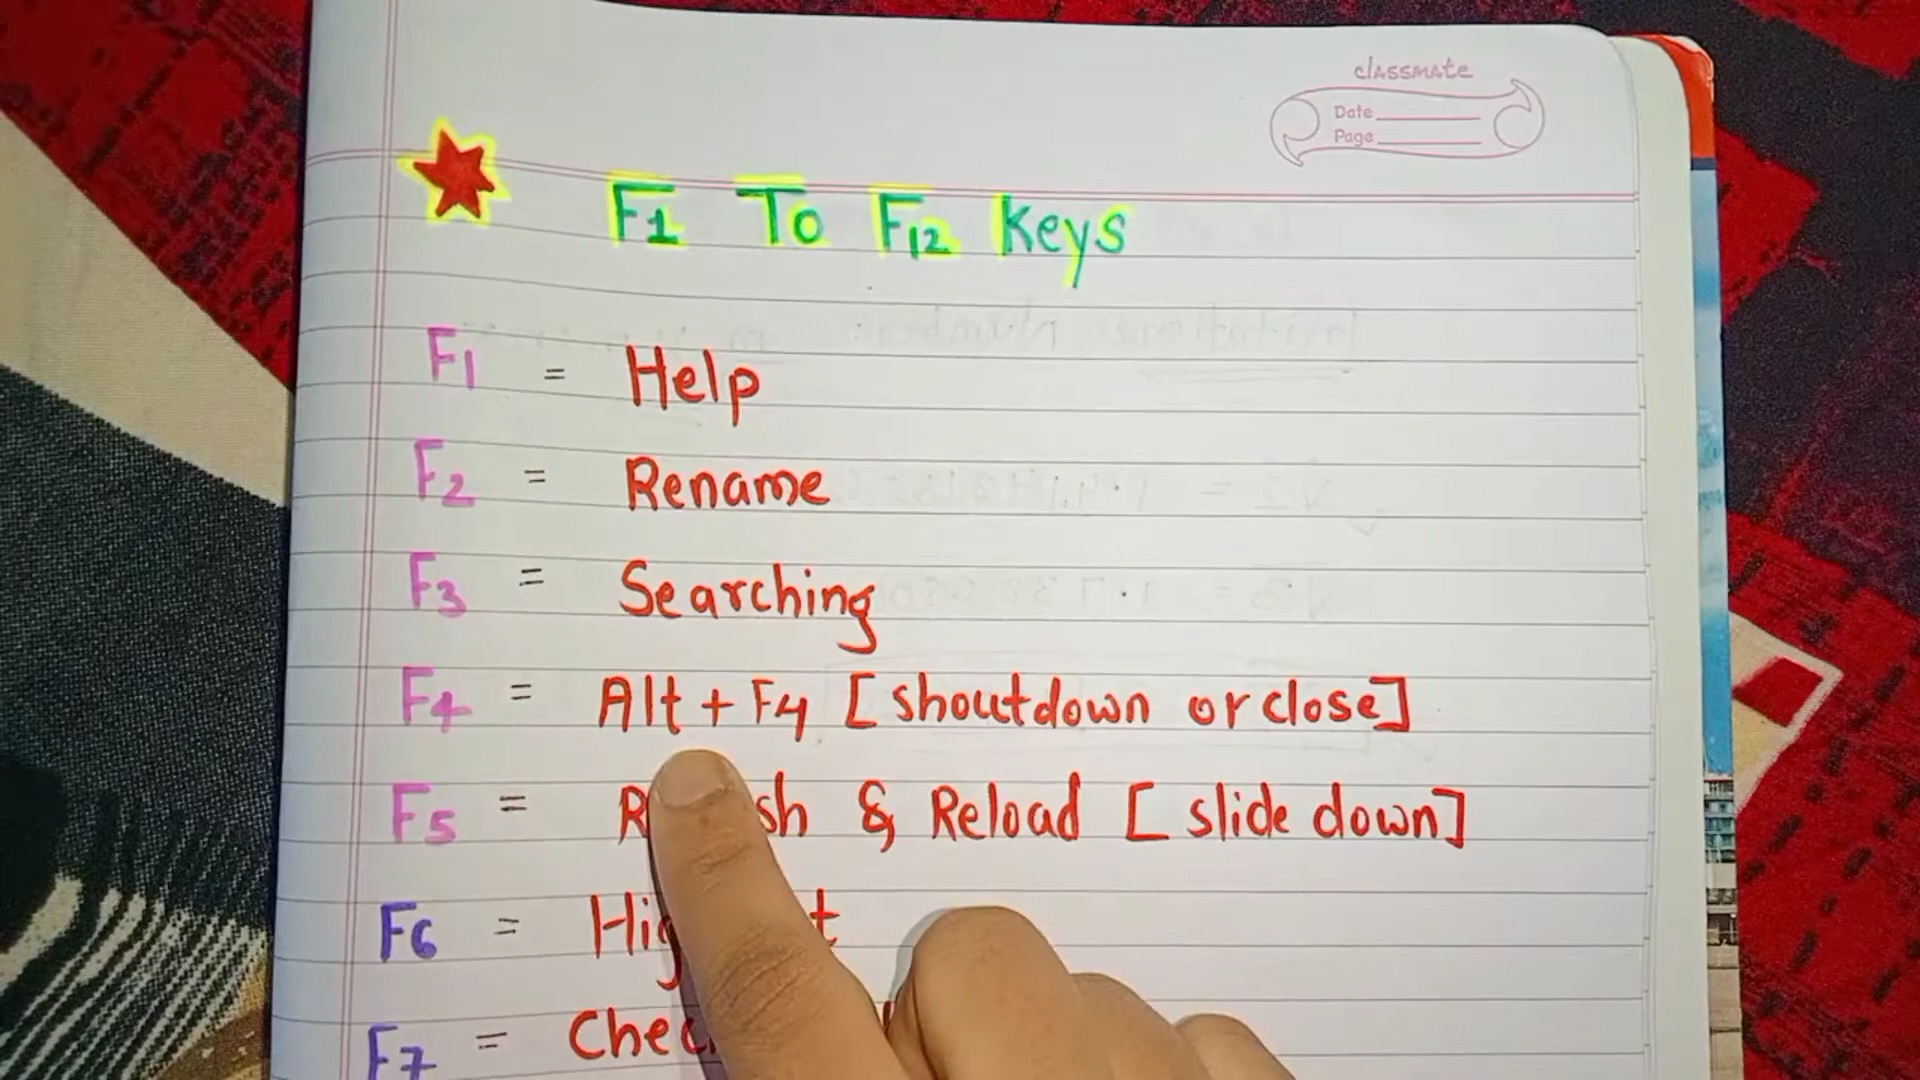 classmate
Date
Page
F1 To F12 Keys
F1 = Help
F2 = Rename
F3 = Searching
F4 = Alt + F4 [shoutdown or close]
F5 = & Reload [slide down]
F6 =
F7 =